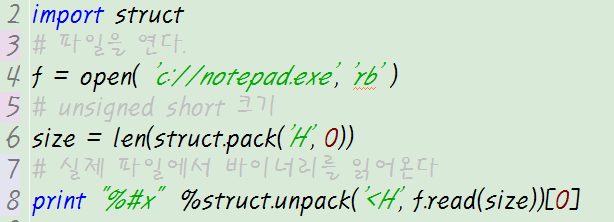 2 import struct
3 # 파일을 연다.
4 f = open( 'c://notepad.exe', 'rb' )
5 # unsigned short 크기
6 size = len(struct.pack('H', 0))
7 # 실제 파일에서 바이너리를 읽어온다
8 print "%#x" %struct.unpack('<H', f.read(size))[0]